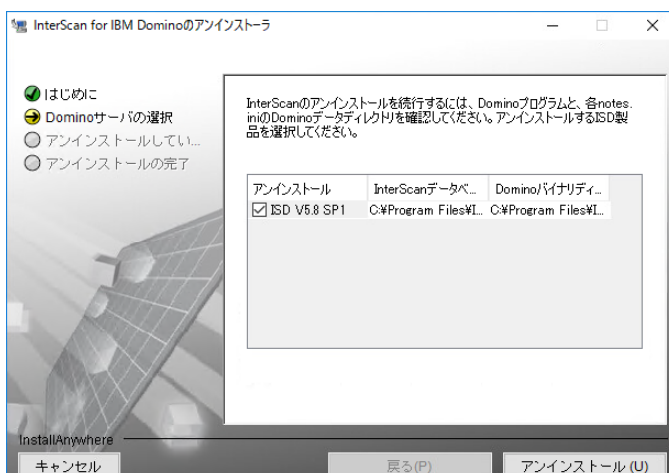 InterScan for IBM Dominoのアンインストーラ
はじめに
Dominoサーバの選択
アンインストールしてい...
アンインストールの完了
InterScanのアンインストールを続行するには、Dominoプログラムと、各notes.
iniのDominoデータディレクトリを確認してください。アンインストールするISD製
品を選択してください。
アンインストール InterScanデータベ... Dominoバイナリディ...
ISD V5.8 SP1 C:¥Program Files¥I... C:¥Program Files¥I...
InstallAnywhere
キャンセル 戻る(P) アンインストール (U)